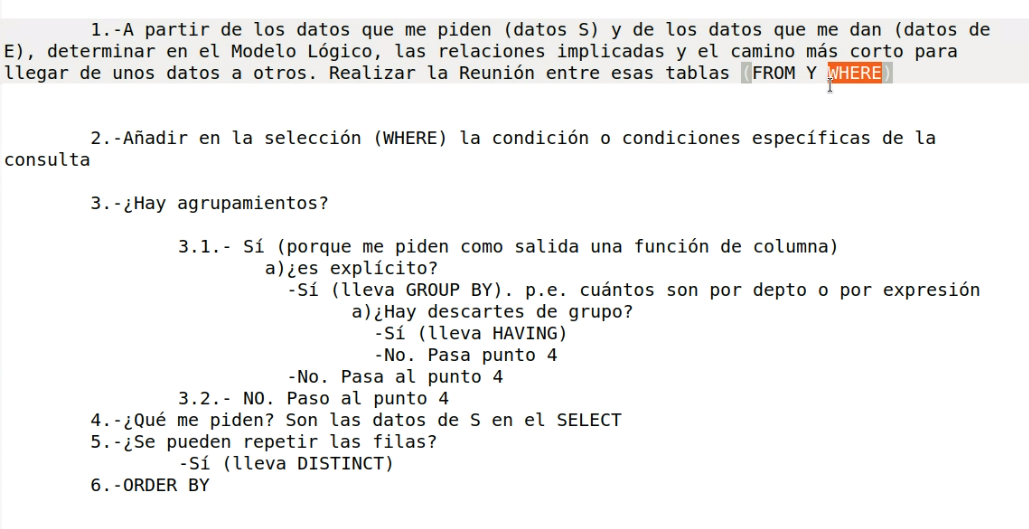 1.-A partir de los datos que me piden (datos S) y de los datos que me dan (datos de
E), determinar en el Modelo Lógico, las relaciones implicadas y el camino más corto para
llegar de unos datos a otros. Realizar la Reunión entre esas tablas (FROM Y WHERE)
2.-Añadir en la selección (WHERE) la condición o condiciones específicas de la
consulta
3.-¿Hay agrupamientos?
3.1.- Sí (porque me piden como salida una función de columna)
a)¿es explícito?
-Sí (lleva GROUP BY). p.e. cuántos son por depto o por expresión
a)¿Hay descartes de grupo?
-Sí (lleva HAVING)
-No. Pasa punto 4
-No. Pasa al punto 4
3.2.- NO. Paso al punto 4
4.-¿Qué me piden? Son las datos de S en el SELECT
5.-¿Se pueden repetir las filas?
-Sí (lleva DISTINCT)
6.-ORDER BY